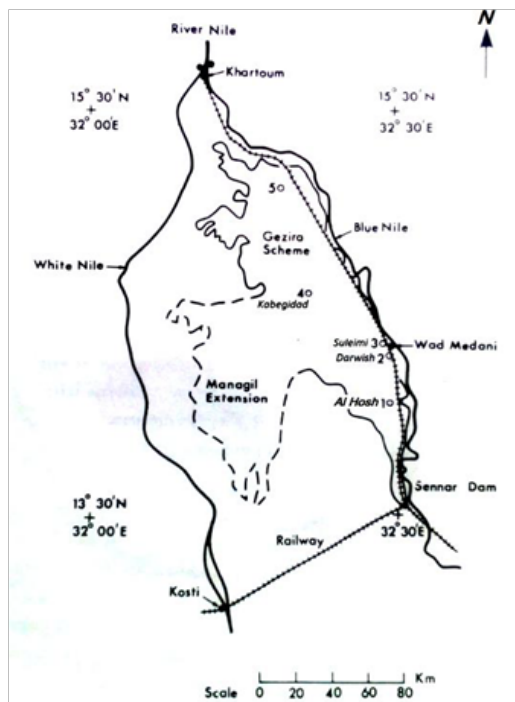 N
River Nile
Khartoum
15° 30' N
+
32° 00'E
15° 30' N
+
32° 30'E
5
Blue Nile
Gezira
Scheme
White Nile
4
Kabegidad
Suleimi 3
Wad Medani
Darwish 2
Managil
Extension
Al Hosh 1
Sennar Dam
13° 30' N
+
32° 00'E
+
32° 30'E
Railway
Kosti
Km
Scale 0 20 40 60 80